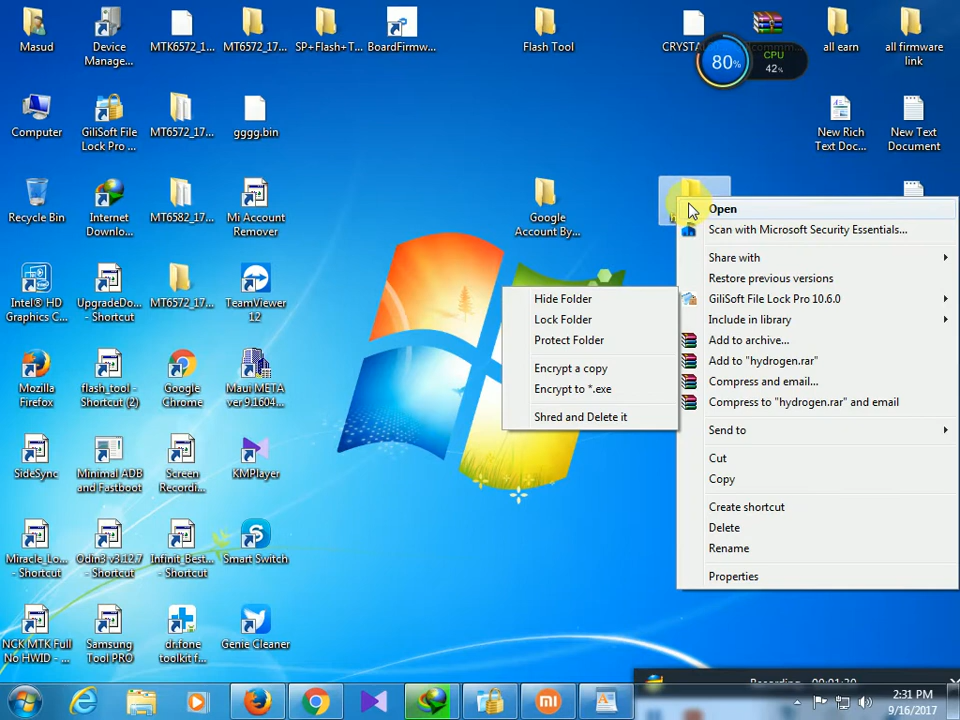 Masud
Device
Manage...
MTK6572_1...
MT6572_17...
SP+Flash+T...
BoardFirmw...
Flash Tool
all earn
all firmware
link
80%
CPU
42%
Computer
GiliSoft File
Lock Pro ...
MT6572_17...
gggg.bin
New Rich
Text Doc...
New Text
Document
Recycle Bin
Internet
Downlo...
MT6582_17...
Mi Account
Remover
Google
Account By...
Intel® HD
Graphics C...
UpgradeDo...
- Shortcut
MT6572_17...
TeamViewer
12
Mozilla
Firefox
flash_tool -
Shortcut (2)
Google
Chrome
Maui META
ver 9.1604...
SideSync
Minimal ADB
and Fastboot
Screen
Recordi...
KMPlayer
Miracle_Lo...
- Shortcut
Odin3 v3.12.7
- Shortcut
Infinit_Best...
- Shortcut
Smart Switch
NCK MTK Full
No HWID - ...
Samsung
Tool PRO
dr.fone
toolkit f...
Genie Cleaner
Hide Folder
Lock Folder
Protect Folder
Encrypt a copy
Encrypt to *.exe
Shred and Delete it
Open
Scan with Microsoft Security Essentials...
Share with
Restore previous versions
GiliSoft File Lock Pro 10.6.0
Include in library
Add to archive...
Add to "hydrogen.rar"
Compress and email...
Compress to "hydrogen.rar" and email
Send to
Cut
Copy
Create shortcut
Delete
Rename
Properties
2:31 PM
9/16/2017